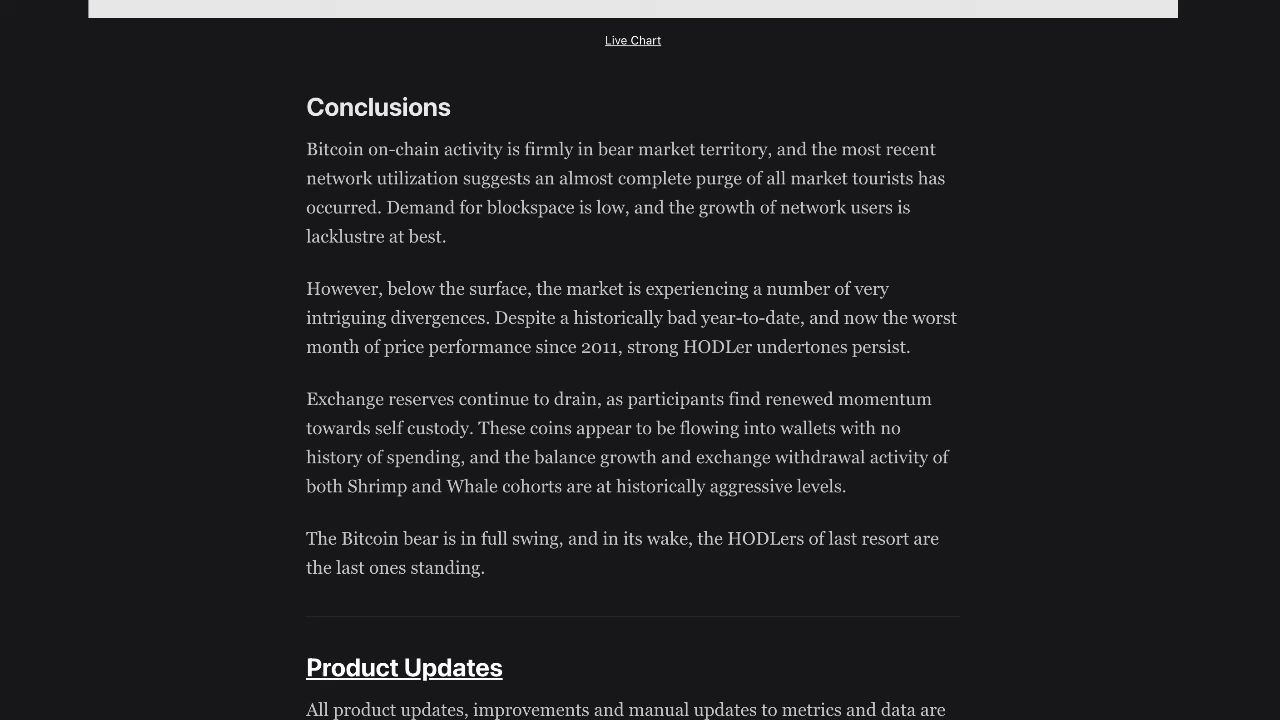 Live Chart
Conclusions
Bitcoin on-chain activity is firmly in bear market territory, and the most recent
network utilization suggests an almost complete purge of all market tourists has
occurred. Demand for blockspace is low, and the growth of network users is
lacklustre at best.
However, below the surface, the market is experiencing a number of very
intriguing divergences. Despite a historically bad year-to-date, and now the worst
month of price performance since 2011, strong HODLer undertones persist.
Exchange reserves continue to drain, as participants find renewed momentum
towards self custody. These coins appear to be flowing into wallets with no
history of spending, and the balance growth and exchange withdrawal activity of
both Shrimp and Whale cohorts are at historically aggressive levels.
The Bitcoin bear is in full swing, and in its wake, the HODLers of last resort are
the last ones standing.
Product Updates
All product updates, improvements and manual updates to metrics and data are